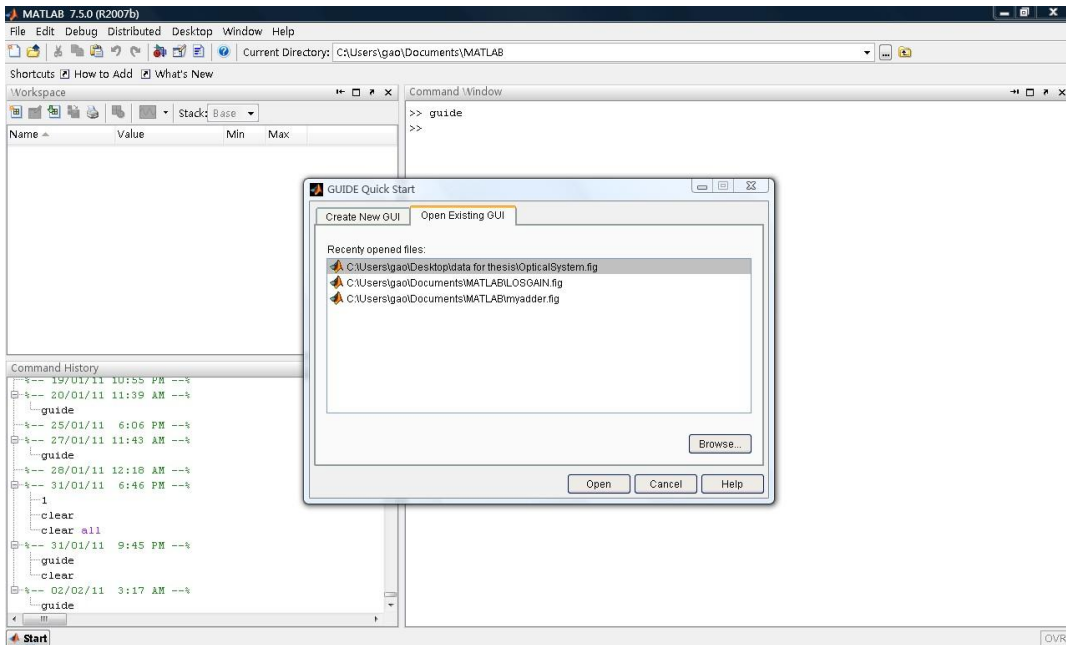 MATLAB 7.5.0 (R2007b)
File Edit Debug Distributed Desktop Window Help
Current Directory: C:\Users\gao\Documents\MATLAB
Shortcuts How to Add What's New
Workspace
Stack: Base
Name Value Min Max
Command Window
>> guide
>>
GUIDE Quick Start
Create New GUI Open Existing GUI
Recenty opened files:
C:\Users\gao\Desktop\data for thesis\OpticalSystem.fig
C:\Users\gao\Documents\MATLAB\LOSGAIN.fig
C:\Users\gao\Documents\MATLAB\myadder.fig
Browse...
Open Cancel Help
Command History
%-- 19/01/11 10:55 PM --%
%-- 20/01/11 11:39 AM --%
guide
%-- 25/01/11 6:06 PM --%
%-- 27/01/11 11:43 AM --%
guide
%-- 28/01/11 12:18 AM --%
%-- 31/01/11 6:46 PM --%
1
clear
clear all
%-- 31/01/11 9:45 PM --%
guide
clear
%-- 02/02/11 3:17 AM --%
guide
Start
OVR